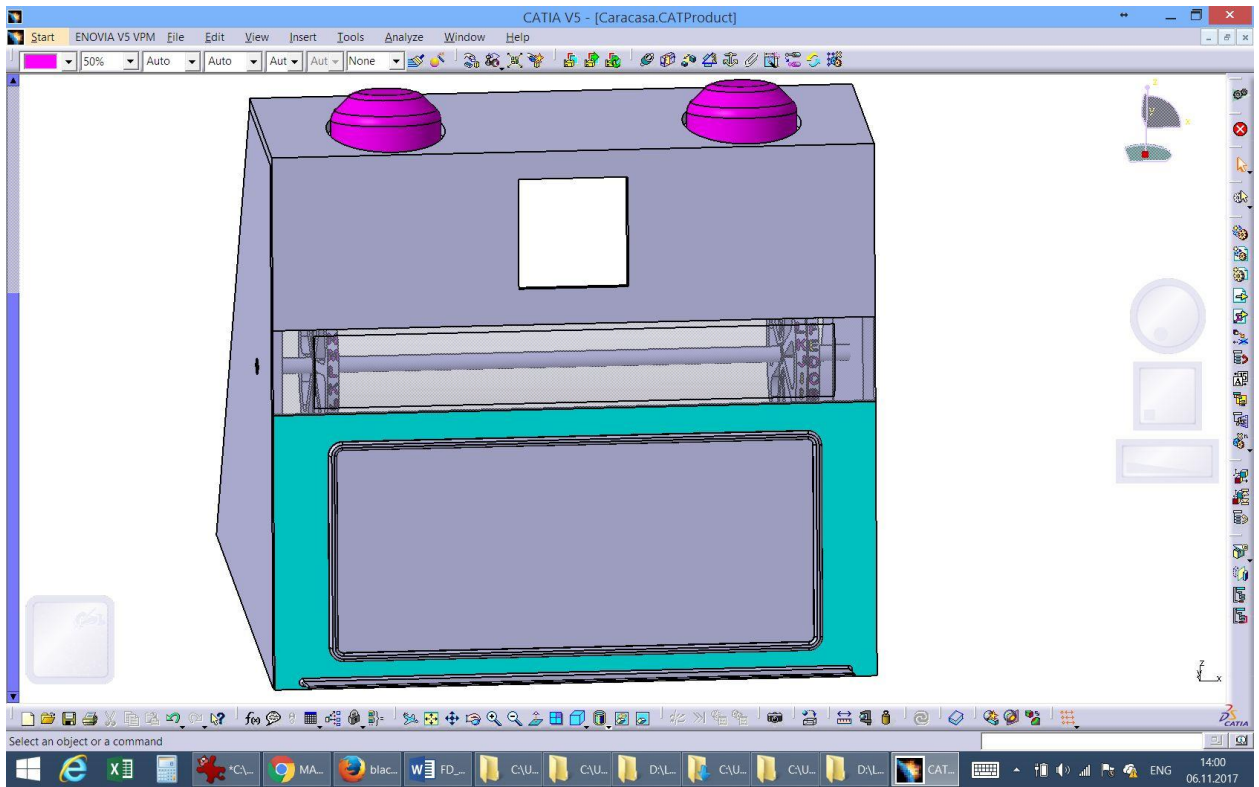 CATIA V5 - [Caracasa.CATProduct]
Start ENOVIA V5 VPM File Edit View Insert Tools Analyze Window Help
50% Auto Auto Aut Aut None
z
y
x
z
y
x
f(x)
CATIA
Select an object or a command
*C:\... MA... blac... FD_... C:\U... C:\U... D:\L... C:\U... C:\U... D:\L... CAT... ENG
14:00
06.11.2017